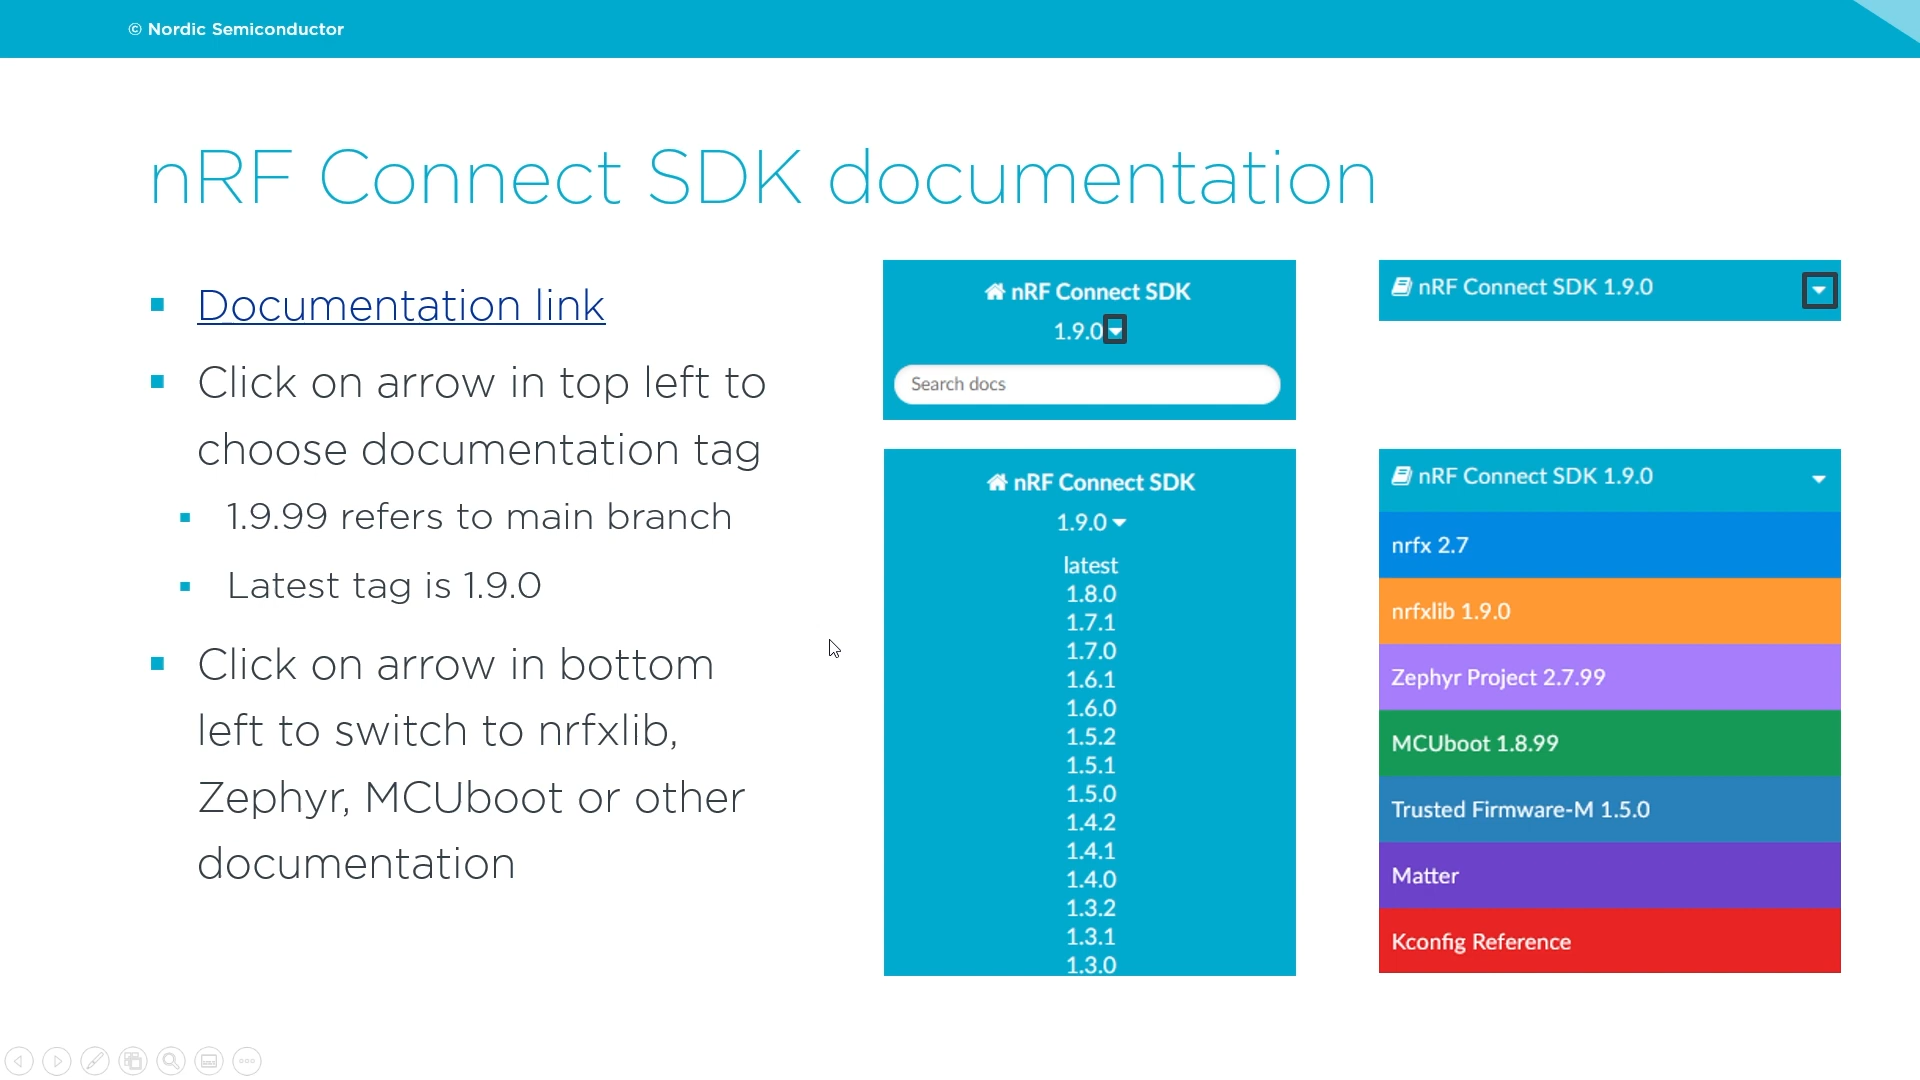 © Nordic Semiconductor
nRF Connect SDK documentation
Documentation link
Click on arrow in top left to
choose documentation tag
1.9.99 refers to main branch
Latest tag is 1.9.0
Click on arrow in bottom
left to switch to nrfxlib,
Zephyr, MCUboot or other
documentation
nRF Connect SDK
1.9.0
Search docs
nRF Connect SDK
1.9.0
latest
1.8.0
1.7.1
1.7.0
1.6.1
1.6.0
1.5.2
1.5.1
1.5.0
1.4.2
1.4.1
1.4.0
1.3.2
1.3.1
1.3.0
nRF Connect SDK 1.9.0
nRF Connect SDK 1.9.0
nrfx 2.7
nrfxlib 1.9.0
Zephyr Project 2.7.99
MCUboot 1.8.99
Trusted Firmware-M 1.5.0
Matter
Kconfig Reference